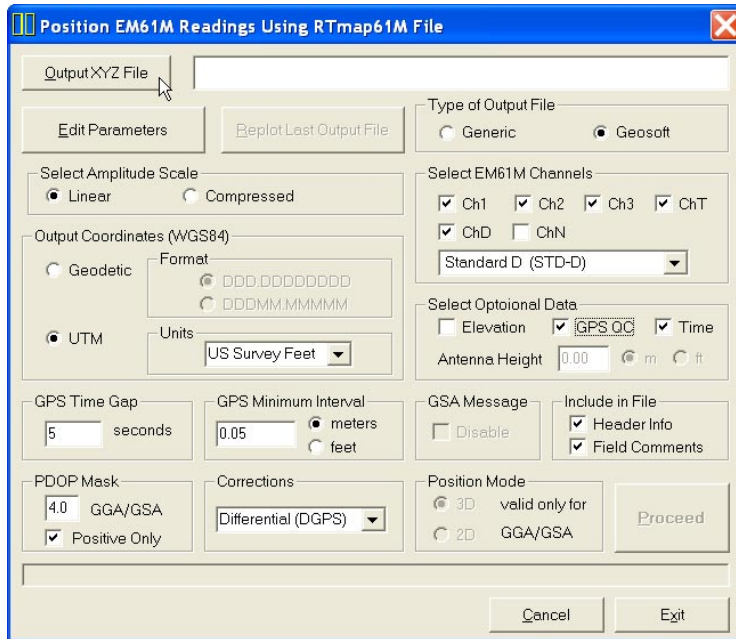 Position EM61M Readings Using RTmap61M File
Output XYZ File
Edit Parameters
Replot Last Output File
Type of Output File
Generic
Geosoft
Select Amplitude Scale
Linear
Compressed
Select EM61M Channels
Ch1
Ch2
Ch3
ChT
ChD
ChN
Standard D (STD-D)
Output Coordinates (WGS84)
Geodetic
Format
DDD.DDDDDDDD
DDDMM.MMMMM
UTM
Units
US Survey Feet
Select Optoional Data
Elevation
GPS QC
Time
Antenna Height
0.00
m
ft
GPS Time Gap
5
seconds
GPS Minimum Interval
0.05
meters
feet
GSA Message
Disable
Include in File
Header Info
Field Comments
PDOP Mask
4.0
GGA/GSA
Positive Only
Corrections
Differential (DGPS)
Position Mode
3D
valid only for
2D
GGA/GSA
Proceed
Cancel
Exit